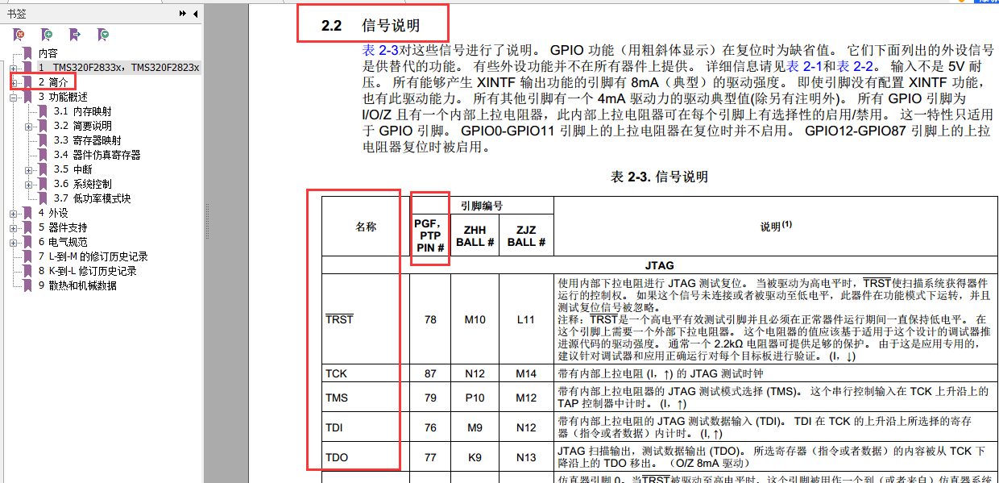 书签
内容
1 TMS320F2833x，TMS320F2823x
2 简介
3 功能概述
3.1 内存映射
3.2 简要说明
3.3 寄存器映射
3.4 器件仿真寄存器
3.5 中断
3.6 系统控制
3.7 低功率模式块
4 外设
5 器件支持
6 电气规范
7 L-到-M 的修订历史记录
8 K-到-L 修订历史记录
9 散热和机械数据
2.2 信号说明
表 2-3对这些信号进行了说明。 GPIO 功能（用粗斜体显示）在复位时为缺省值。 它们下面列出的外设信号
是供替代的功能。 有些外设功能并不在所有器件上提供。 详细信息请见表 2-1和表 2-2。 输入不是 5V 耐
压。 所有能够产生 XINTF 输出功能的引脚有 8mA（典型）的驱动强度。 即使引脚没有配置 XINTF 功能，
也有此驱动能力。 所有其他引脚有一个 4mA 驱动力的驱动典型值(除另有注明外)。 所有 GPIO 引脚为
I/O/Z 且有一个内部上拉电阻器，此内部上拉电阻器可在每个引脚上有选择性的启用/禁用。 这一特性只适用
于 GPIO 引脚。 GPIO0-GPIO11 引脚上的上拉电阻器在复位时并不启用。 GPIO12-GPIO87 引脚上的上拉
电阻器复位时被启用。
表 2-3. 信号说明
名称
引脚编号
PGF，
PTP
PIN #
ZHH
BALL #
ZJZ
BALL #
说明(1)
JTAG
TRST
78
M10
L11
使用内部下拉电阻进行 JTAG 测试复位。 当被驱动为高电平时，TRST使扫描系统获得器件
运行的控制权。 如果这个信号未连接或者被驱动至低电平，此器件在功能模式下运转，并且
测试复位信号被忽略。
注释：TRST是一个高电平有效测试引脚并且必须在正常器件运行期间一直保持低电平。 在
这个引脚上需要一个外部下拉电阻器。 这个电阻器的值应该基于适用于这个设计的调试器推
进源代码的驱动强度。 通常一个 2.2kΩ 电阻器可提供足够的保护。 由于这是应用专用的，
建议针对调试器和应用正确运行对每个目标板进行验证。 (I，↓)
TCK
87
N12
M14
带有内部上拉电阻 (I，↑) 的 JTAG 测试时钟
TMS
79
P10
M12
带有内部上拉电阻器的 JTAG 测试模式选择 (TMS)。 这个串行控制输入在 TCK 上升沿上的
TAP 控制器中计时。 (I，↑)
TDI
76
M9
N12
带有内部上拉电阻的 JTAG 测试数据输入 (TDI)。 TDI 在 TCK 的上升沿上所选择的寄存
器（指令或者数据）内计时。 (I, ↑)
TDO
77
K9
N13
JTAG 扫描输出，测试数据输出 (TDO)。 所选寄存器（指令或者数据）的内容被从 TCK 下
降沿上的 TDO 移出。 （O/Z 8mA 驱动）
仿真器引脚 0。当TRST被驱动至高电平时，这个引脚被用作一个到（或者来自）仿真器系统